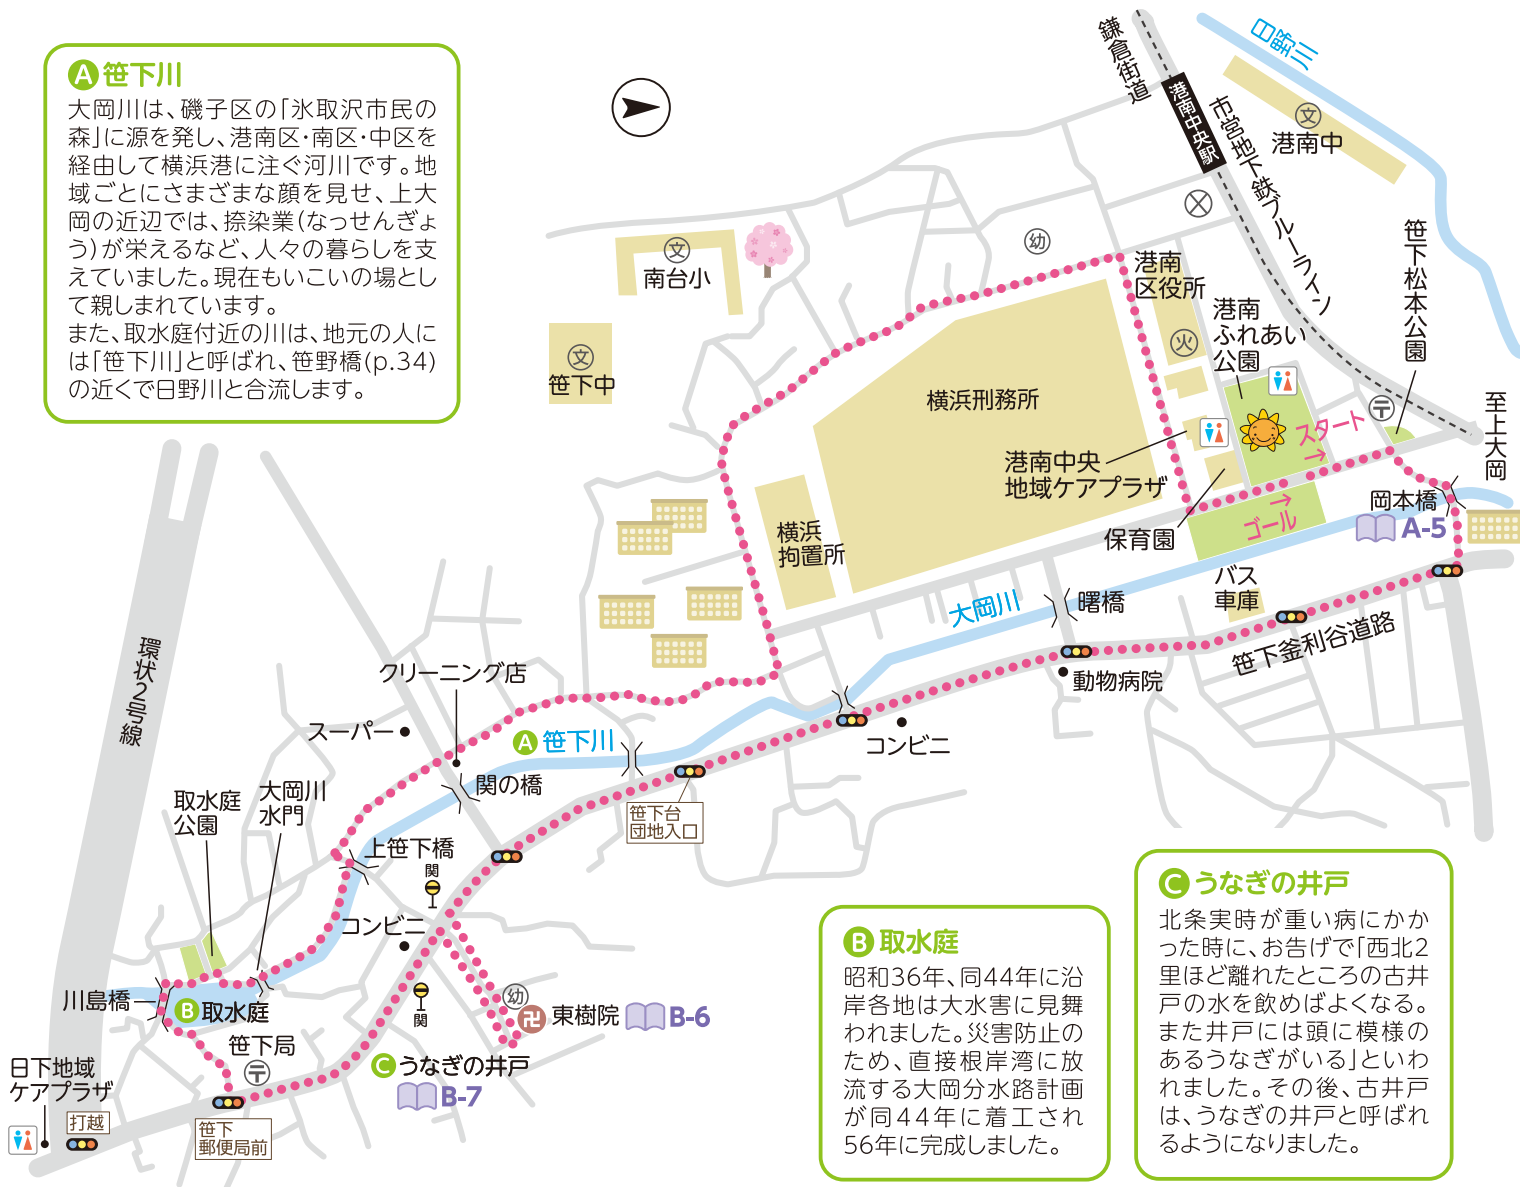 A 笹下川
大岡川は、磯子区の「氷取沢市民の
森」に源を発し、港南区・南区・中区を
経由して横浜港に注ぐ河川です。地
域ごとにさまざまな顔を見せ、上大
岡の近辺では、捺染業(なっせんぎょ
う)が栄えるなど、人々の暮らしを支
えていました。現在もいこいの場とし
て親しまれています。
また、取水庭付近の川は、地元の人に
は「笹下川」と呼ばれ、笹野橋(p.34)
の近くで日野川と合流します。
鎌倉街道
日野川
港南中央駅
市営地下鉄ブルーライン
文
港南中
文
南台小
幼
港南
区役所
笹下松本公園
港南
ふれあい
公園
火
文
笹下中
横浜刑務所
至上大岡
スタート
港南中央
地域ケアプラザ
岡本橋
A-5
ゴール
保育園
横浜
拘置所
バス
車庫
大岡川
曙橋
笹下釜利谷道路
環状2号線
クリーニング店
動物病院
スーパー
A 笹下川
コンビニ
関の橋
取水庭
公園
大岡川
水門
笹下台
団地入口
上笹下橋
関
コンビニ
川島橋
B 取水庭
関
幼
東樹院
B-6
笹下局
C うなぎの井戸
B-7
日下地域
ケアプラザ
打越
笹下
郵便局前
B 取水庭
昭和36年、同44年に沿
岸各地は大水害に見舞
われました。災害防止の
ため、直接根岸湾に放
流する大岡分水路計画
が同44年に着工され
56年に完成しました。
C うなぎの井戸
北条実時が重い病にかか
った時に、お告げで「西北2
里ほど離れたところの古井
戸の水を飲めばよくなる。
また井戸には頭に模様の
あるうなぎがいる」といわ
れました。その後、古井戸
は、うなぎの井戸と呼ばれ
るようになりました。